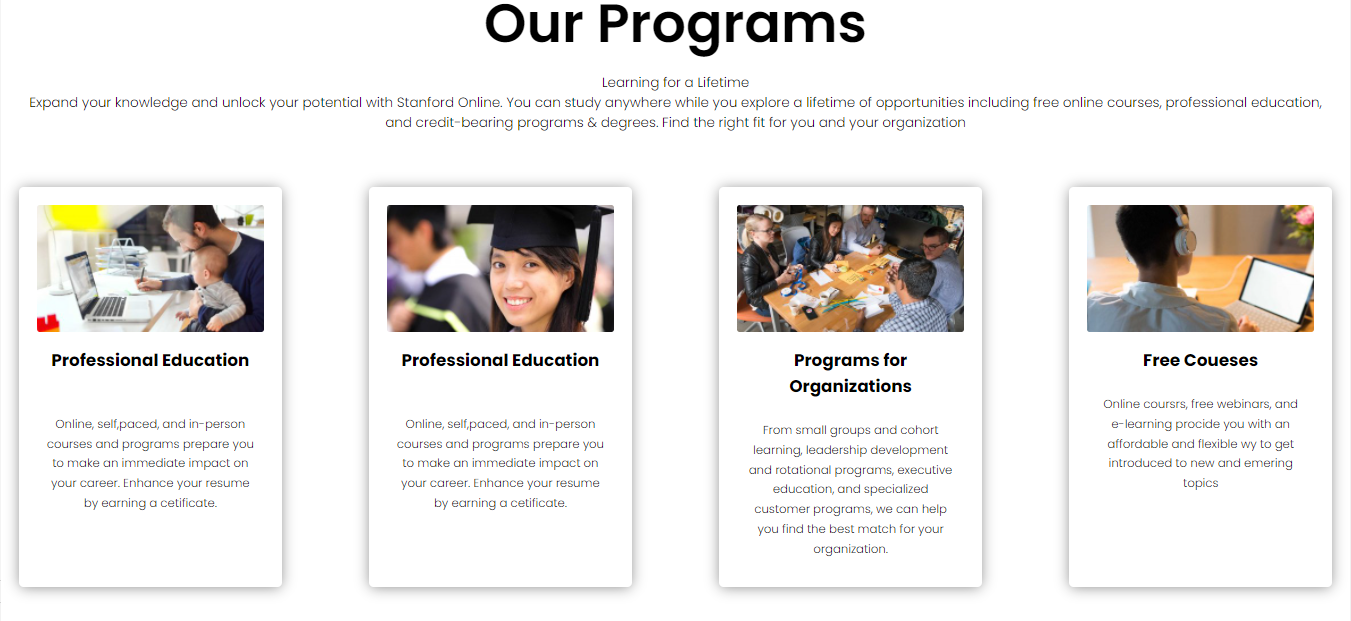 Our Programs
Learning for a Lifetime
Expand your knowledge and unlock your potential with Stanford Online. You can study anywhere while you explore a lifetime of opportunities including free online courses, professional education,
and credit-bearing programs & degrees. Find the right fit for you and your organization
Professional Education
Online, self,paced, and in-person
courses and programs prepare you
to make an immediate impact on
your career. Enhance your resume
by earning a cetificate.
Professional Education
Online, self,paced, and in-person
courses and programs prepare you
to make an immediate impact on
your career. Enhance your resume
by earning a cetificate.
Programs for
Organizations
From small groups and cohort
learning, leadership development
and rotational programs, executive
education, and specialized
customer programs, we can help
you find the best match for your
organization.
Free Coueses
Online coursrs, free webinars, and
e-learning procide you with an
affordable and flexible wy to get
introduced to new and emering
topics